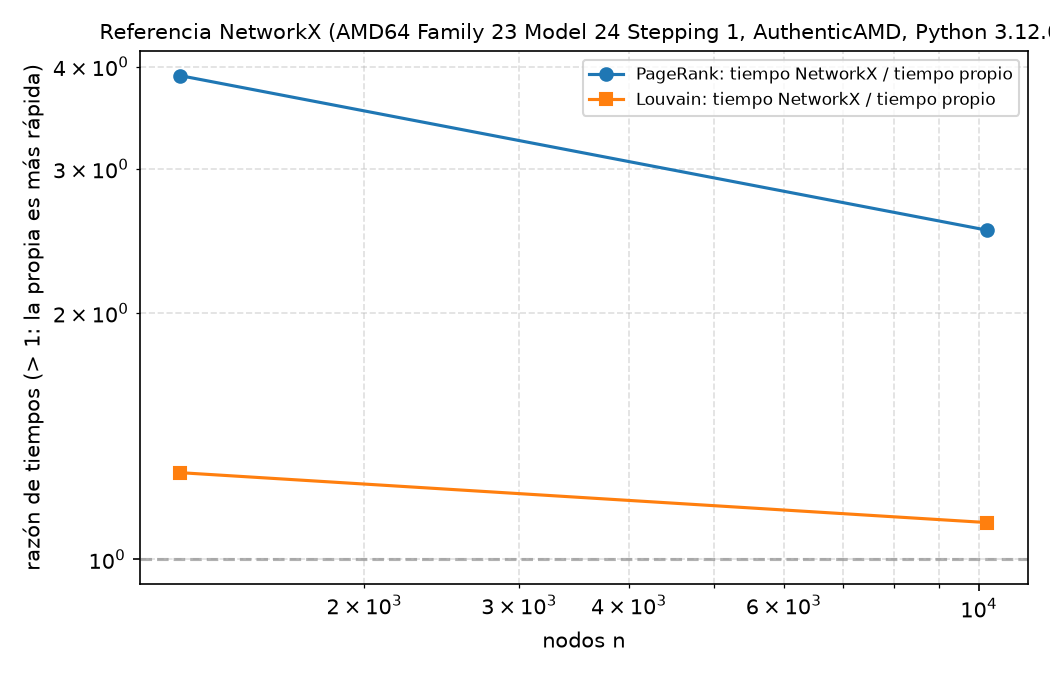 Referencia NetworkX (AMD64 Family 23 Model 24 Stepping 1, AuthenticAMD, Python 3.12.
PageRank: tiempo NetworkX / tiempo propio
Louvain: tiempo NetworkX / tiempo propio
razón de tiempos (> 1: la propia es más rápida)
4 × 10⁰
3 × 10⁰
2 × 10⁰
10⁰
2 × 10³
3 × 10³
4 × 10³
6 × 10³
10⁴
nodos n